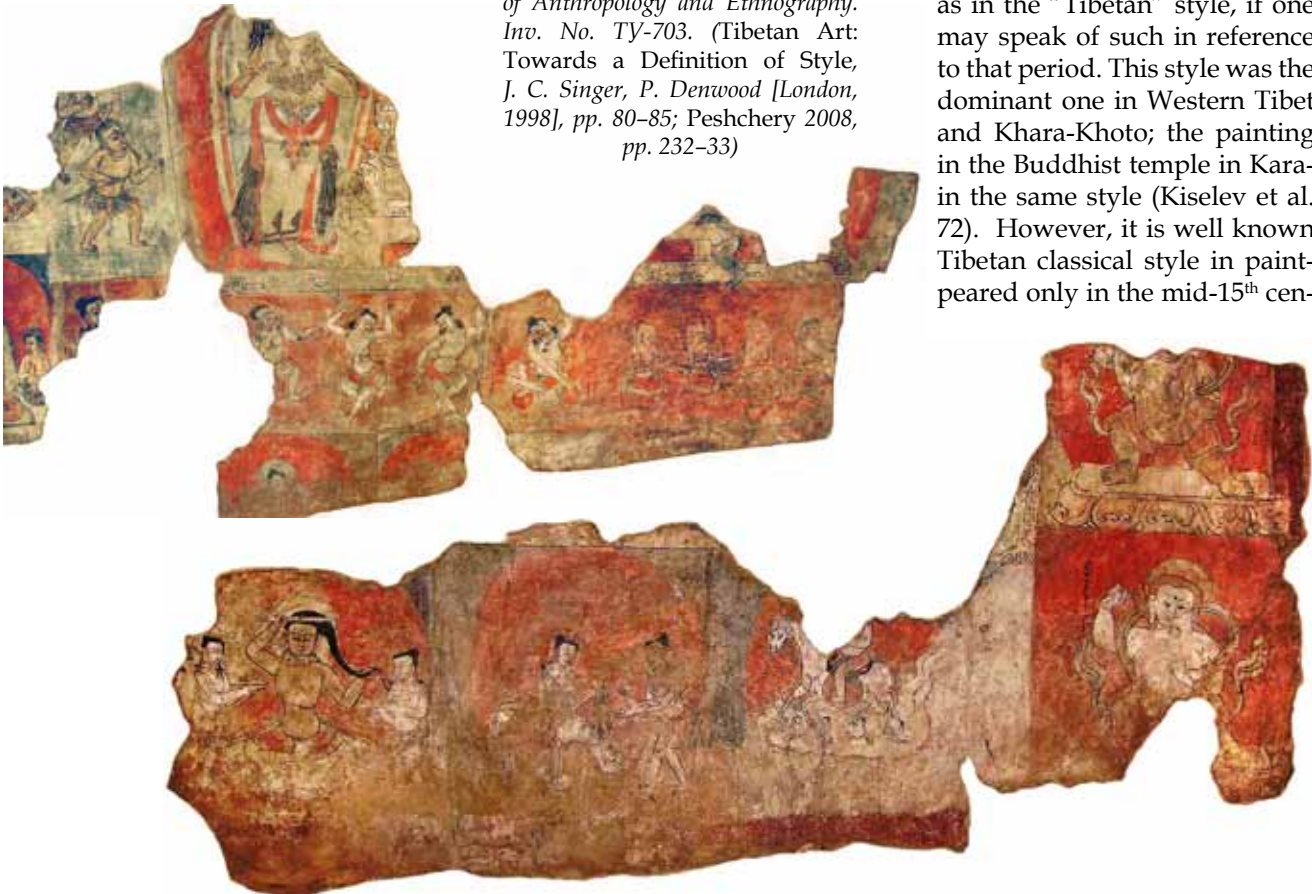 of Anthropology and Ethnography.
Inv. No. TY-703. (Tibetan Art:
Towards a Definition of Style,
J. C. Singer, P. Denwood [London,
1998], pp. 80–85; Peshchery 2008,
pp. 232–33)
as in the “Tibetan” style, if one
may speak of such in reference
to that period. This style was the
dominant one in Western Tibet
and Khara-Khoto; the painting
in the Buddhist temple in Kara-
in the same style (Kiselev et al.
72). However, it is well known
Tibetan classical style in paint-
peared only in the mid-15th cen-